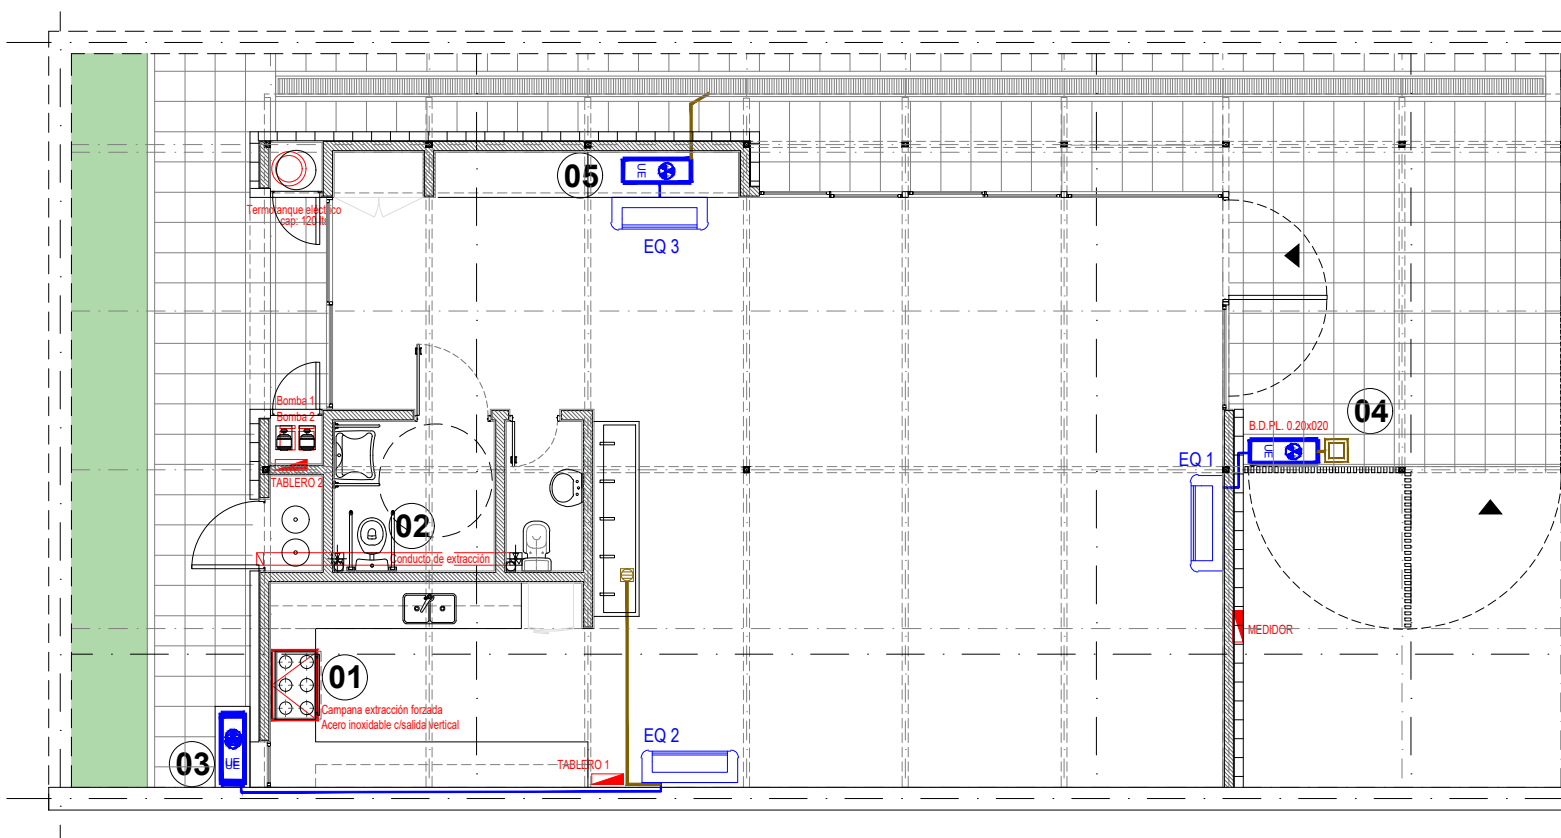 05
UE
EQ 3
Termotanque eléctrico
cap: 120 lts
04
B.D.PL. 0.20x020
UE
EQ 1
Bomba 1
Bomba 2
TABLERO 2
02
Conducto de extracción
MEDIDOR
01
Campana extracción forzada
Acero inoxidable c/salida vertical
EQ 2
03
UE
TABLERO 1